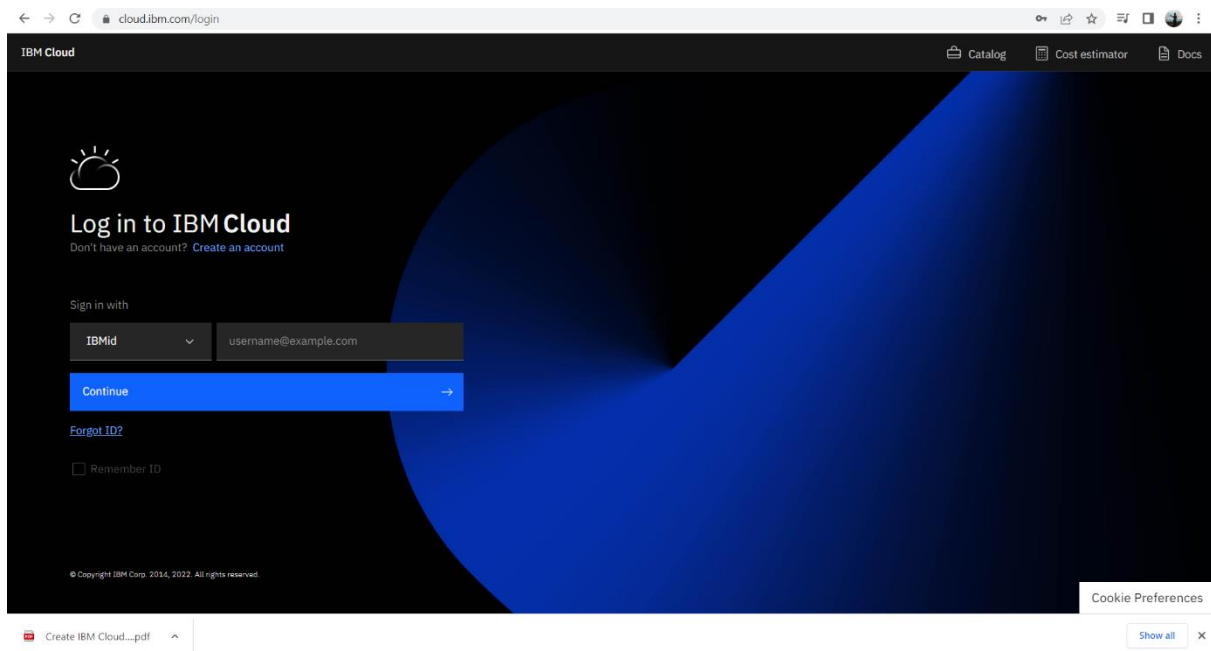 cloud.ibm.com/login
IBM Cloud
Catalog
Cost estimator
Docs
Log in to IBM Cloud
Don't have an account? Create an account
Sign in with
IBMid
username@example.com
Continue
Forgot ID?
Remember ID
© Copyright IBM Corp. 2014, 2022. All rights reserved.
Cookie Preferences
PDF
Create IBM Cloud....pdf
Show all